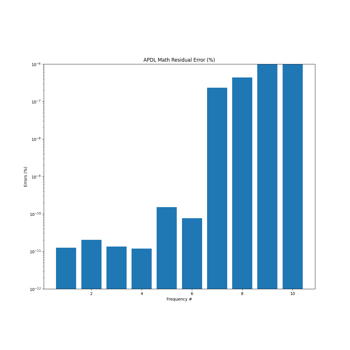 APDL Math Residual Error (%)
10⁻⁶
10⁻⁷
10⁻⁸
10⁻⁹
10⁻¹⁰
10⁻¹¹
10⁻¹²
Errors (%)
2 4 6 8 10
Frequency #